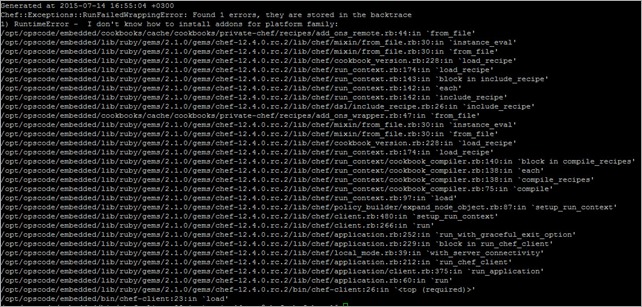 Generated at 2015-07-14 16:55:04 +0300
Chef::Exceptions::RunFailedWrappingError: Found 1 errors, they are stored in the backtrace
1) RuntimeError -  I don't know how to install addons for platform family:
/opt/opscode/embedded/cookbooks/cache/cookbooks/private-chef/recipes/add_ons_remote.rb:44:in `from_file'
/opt/opscode/embedded/lib/ruby/gems/2.1.0/gems/chef-12.4.0.rc.2/lib/chef/mixin/from_file.rb:30:in `instance_eval'
/opt/opscode/embedded/lib/ruby/gems/2.1.0/gems/chef-12.4.0.rc.2/lib/chef/mixin/from_file.rb:30:in `from_file'
/opt/opscode/embedded/lib/ruby/gems/2.1.0/gems/chef-12.4.0.rc.2/lib/chef/cookbook_version.rb:228:in `load_recipe'
/opt/opscode/embedded/lib/ruby/gems/2.1.0/gems/chef-12.4.0.rc.2/lib/chef/run_context.rb:174:in `load_recipe'
/opt/opscode/embedded/lib/ruby/gems/2.1.0/gems/chef-12.4.0.rc.2/lib/chef/run_context.rb:143:in `block in include_recipe'
/opt/opscode/embedded/lib/ruby/gems/2.1.0/gems/chef-12.4.0.rc.2/lib/chef/run_context.rb:142:in `each'
/opt/opscode/embedded/lib/ruby/gems/2.1.0/gems/chef-12.4.0.rc.2/lib/chef/run_context.rb:142:in `include_recipe'
/opt/opscode/embedded/lib/ruby/gems/2.1.0/gems/chef-12.4.0.rc.2/lib/chef/dsl/include_recipe.rb:26:in `include_recipe'
/opt/opscode/embedded/cookbooks/cache/cookbooks/private-chef/recipes/add_ons_wrapper.rb:47:in `from_file'
/opt/opscode/embedded/lib/ruby/gems/2.1.0/gems/chef-12.4.0.rc.2/lib/chef/mixin/from_file.rb:30:in `instance_eval'
/opt/opscode/embedded/lib/ruby/gems/2.1.0/gems/chef-12.4.0.rc.2/lib/chef/mixin/from_file.rb:30:in `from_file'
/opt/opscode/embedded/lib/ruby/gems/2.1.0/gems/chef-12.4.0.rc.2/lib/chef/cookbook_version.rb:228:in `load_recipe'
/opt/opscode/embedded/lib/ruby/gems/2.1.0/gems/chef-12.4.0.rc.2/lib/chef/run_context.rb:174:in `load_recipe'
/opt/opscode/embedded/lib/ruby/gems/2.1.0/gems/chef-12.4.0.rc.2/lib/chef/run_context/cookbook_compiler.rb:140:in `block in compile_recipes'
/opt/opscode/embedded/lib/ruby/gems/2.1.0/gems/chef-12.4.0.rc.2/lib/chef/run_context/cookbook_compiler.rb:138:in `each'
/opt/opscode/embedded/lib/ruby/gems/2.1.0/gems/chef-12.4.0.rc.2/lib/chef/run_context/cookbook_compiler.rb:138:in `compile_recipes'
/opt/opscode/embedded/lib/ruby/gems/2.1.0/gems/chef-12.4.0.rc.2/lib/chef/run_context/cookbook_compiler.rb:75:in `compile'
/opt/opscode/embedded/lib/ruby/gems/2.1.0/gems/chef-12.4.0.rc.2/lib/chef/run_context.rb:97:in `load'
/opt/opscode/embedded/lib/ruby/gems/2.1.0/gems/chef-12.4.0.rc.2/lib/chef/policy_builder/expand_node_object.rb:87:in `setup_run_context'
/opt/opscode/embedded/lib/ruby/gems/2.1.0/gems/chef-12.4.0.rc.2/lib/chef/client.rb:480:in `setup_run_context'
/opt/opscode/embedded/lib/ruby/gems/2.1.0/gems/chef-12.4.0.rc.2/lib/chef/client.rb:266:in `run'
/opt/opscode/embedded/lib/ruby/gems/2.1.0/gems/chef-12.4.0.rc.2/lib/chef/application.rb:252:in `run_with_graceful_exit_option'
/opt/opscode/embedded/lib/ruby/gems/2.1.0/gems/chef-12.4.0.rc.2/lib/chef/application.rb:229:in `block in run_chef_client'
/opt/opscode/embedded/lib/ruby/gems/2.1.0/gems/chef-12.4.0.rc.2/lib/chef/local_mode.rb:39:in `with_server_connectivity'
/opt/opscode/embedded/lib/ruby/gems/2.1.0/gems/chef-12.4.0.rc.2/lib/chef/application.rb:212:in `run_chef_client'
/opt/opscode/embedded/lib/ruby/gems/2.1.0/gems/chef-12.4.0.rc.2/lib/chef/application/client.rb:375:in `run_application'
/opt/opscode/embedded/lib/ruby/gems/2.1.0/gems/chef-12.4.0.rc.2/lib/chef/application.rb:60:in `run'
/opt/opscode/embedded/lib/ruby/gems/2.1.0/gems/chef-12.4.0.rc.2/bin/chef-client:26:in `<top (required)>'
/opt/opscode/embedded/bin/chef-client:23:in `load'